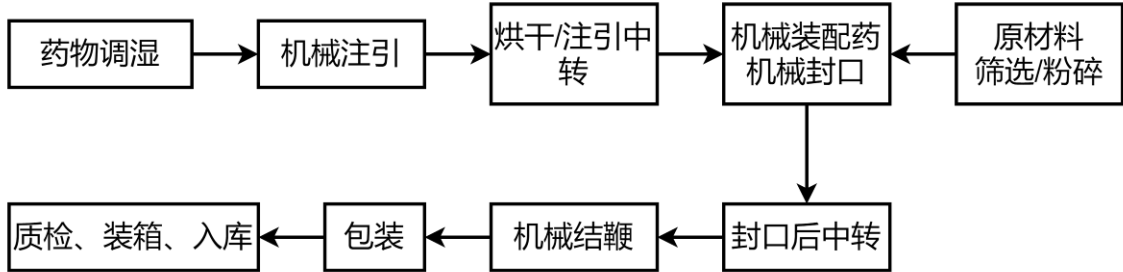 药物调湿
机械注引
烘干/注引中
转
机械装配药
机械封口
原材料
筛选/粉碎
质检、装箱、入库
包装
机械结鞭
封口后中转